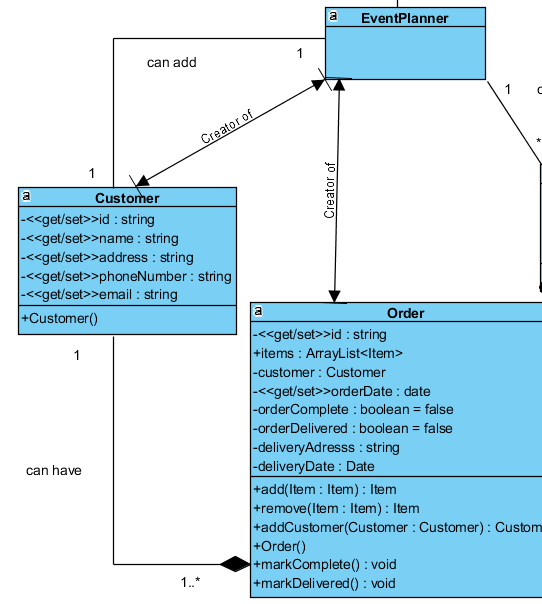 a
EventPlanner
can add
1
1
c
*
Creator of
Creator of
1
a
Customer
-<<get/set>>id : string
-<<get/set>>name : string
-<<get/set>>address : string
-<<get/set>>phoneNumber : string
-<<get/set>>email : string
+Customer()
1
can have
1..*
a
Order
-<<get/set>>id : string
+items : ArrayList<Item>
-customer : Customer
-<<get/set>>orderDate : date
-orderComplete : boolean = false
-orderDelivered : boolean = false
-deliveryAdresss : string
-deliveryDate : Date
+add(Item : Item) : Item
+remove(Item : Item) : Item
+addCustomer(Customer : Customer) : Custom
+Order()
+markComplete() : void
+markDelivered() : void